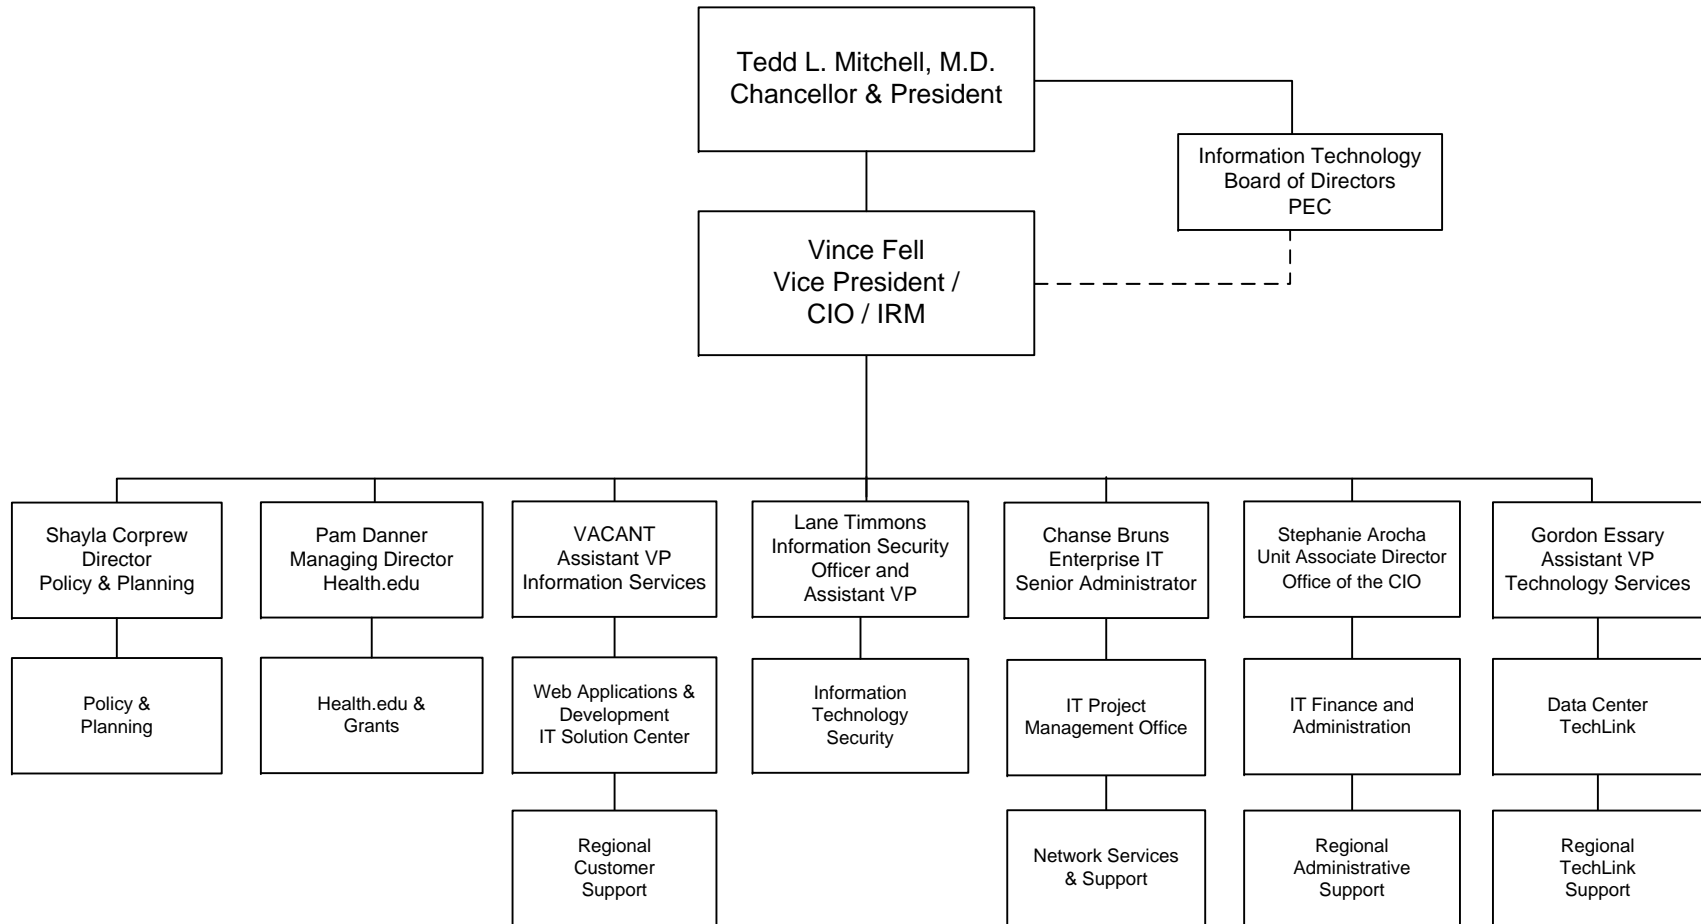 Tedd L. Mitchell, M.D.
Chancellor & President
Information Technology
Board of Directors
PEC
Vince Fell
Vice President /
CIO / IRM
Shayla Corprew
Director
Policy & Planning
Pam Danner
Managing Director
Health.edu
VACANT
Assistant VP
Information Services
Lane Timmons
Information Security
Officer and
Assistant VP
Chanse Bruns
Enterprise IT
Senior Administrator
Stephanie Arocha
Unit Associate Director
Office of the CIO
Gordon Essary
Assistant VP
Technology Services
Policy &
Planning
Health.edu &
Grants
Web Applications &
Development
IT Solution Center
Information
Technology
Security
IT Project
Management Office
IT Finance and
Administration
Data Center
TechLink
Regional
Customer
Support
Network Services
& Support
Regional
Administrative
Support
Regional
TechLink
Support